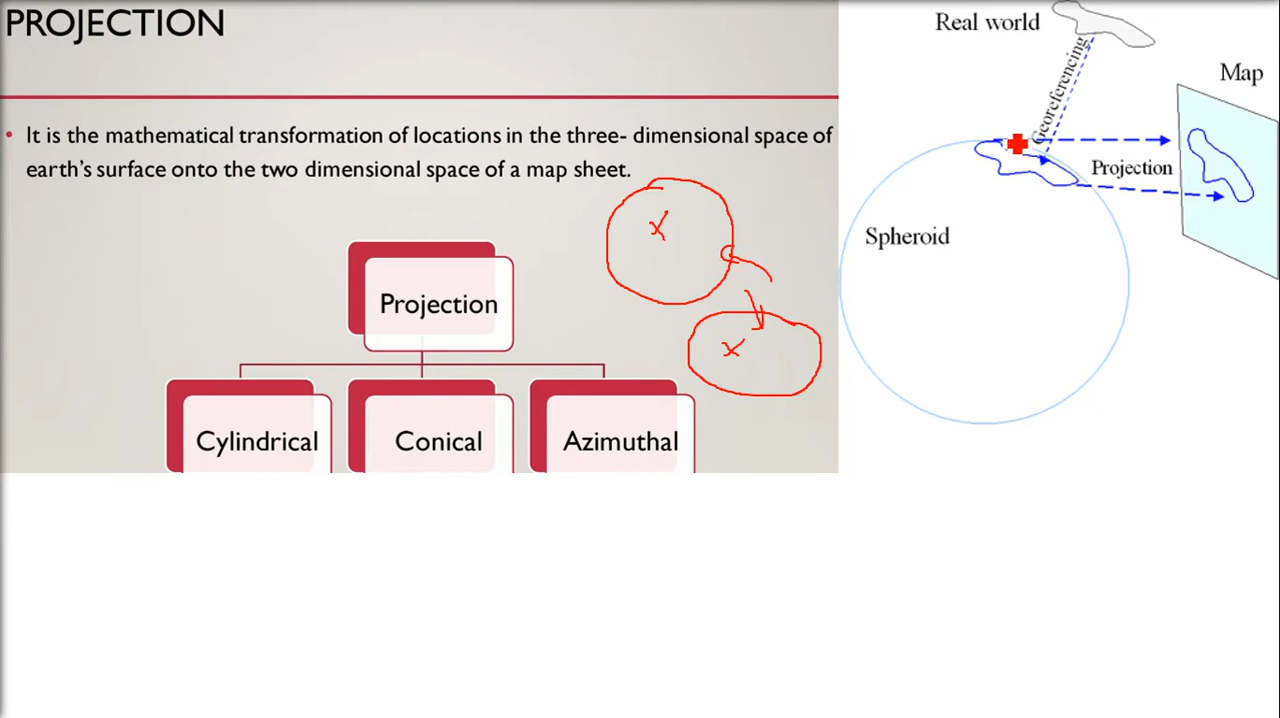 PROJECTION
• It is the mathematical transformation of locations in the three- dimensional space of
earth's surface onto the two dimensional space of a map sheet.
x
x
Projection
Cylindrical
Conical
Azimuthal
Real world
Georeferencing
Map
Projection
Spheroid